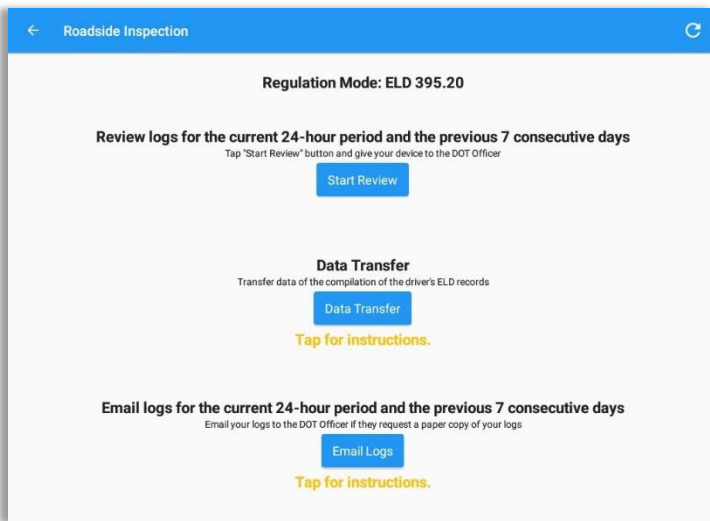 Roadside Inspection
Regulation Mode: ELD 395.20
Review logs for the current 24-hour period and the previous 7 consecutive days
Tap "Start Review" button and give your device to the DOT Officer
Start Review
Data Transfer
Transfer data of the compilation of the driver's ELD records
Data Transfer
Tap for instructions.
Email logs for the current 24-hour period and the previous 7 consecutive days
Email your logs to the DOT Officer if they request a paper copy of your logs
Email Logs
Tap for instructions.